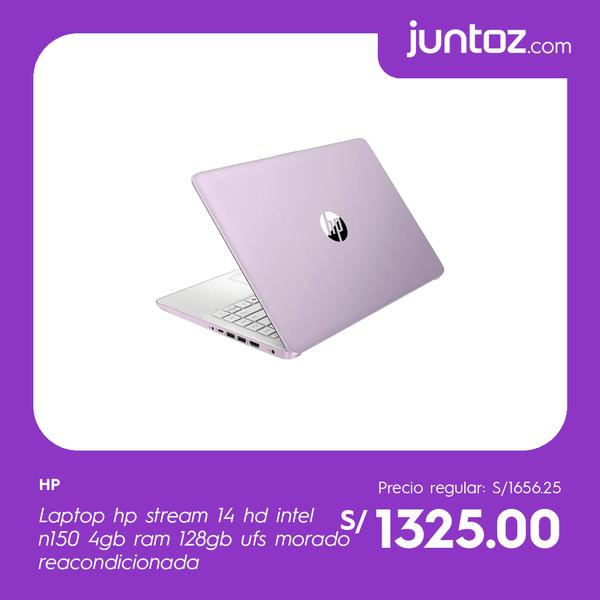 juntoz.com
hp
HP
Laptop hp stream 14 hd intel
n150 4gb ram 128gb ufs morado
reacondicionada
Precio regular: S/1656.25
S/ 1325.00